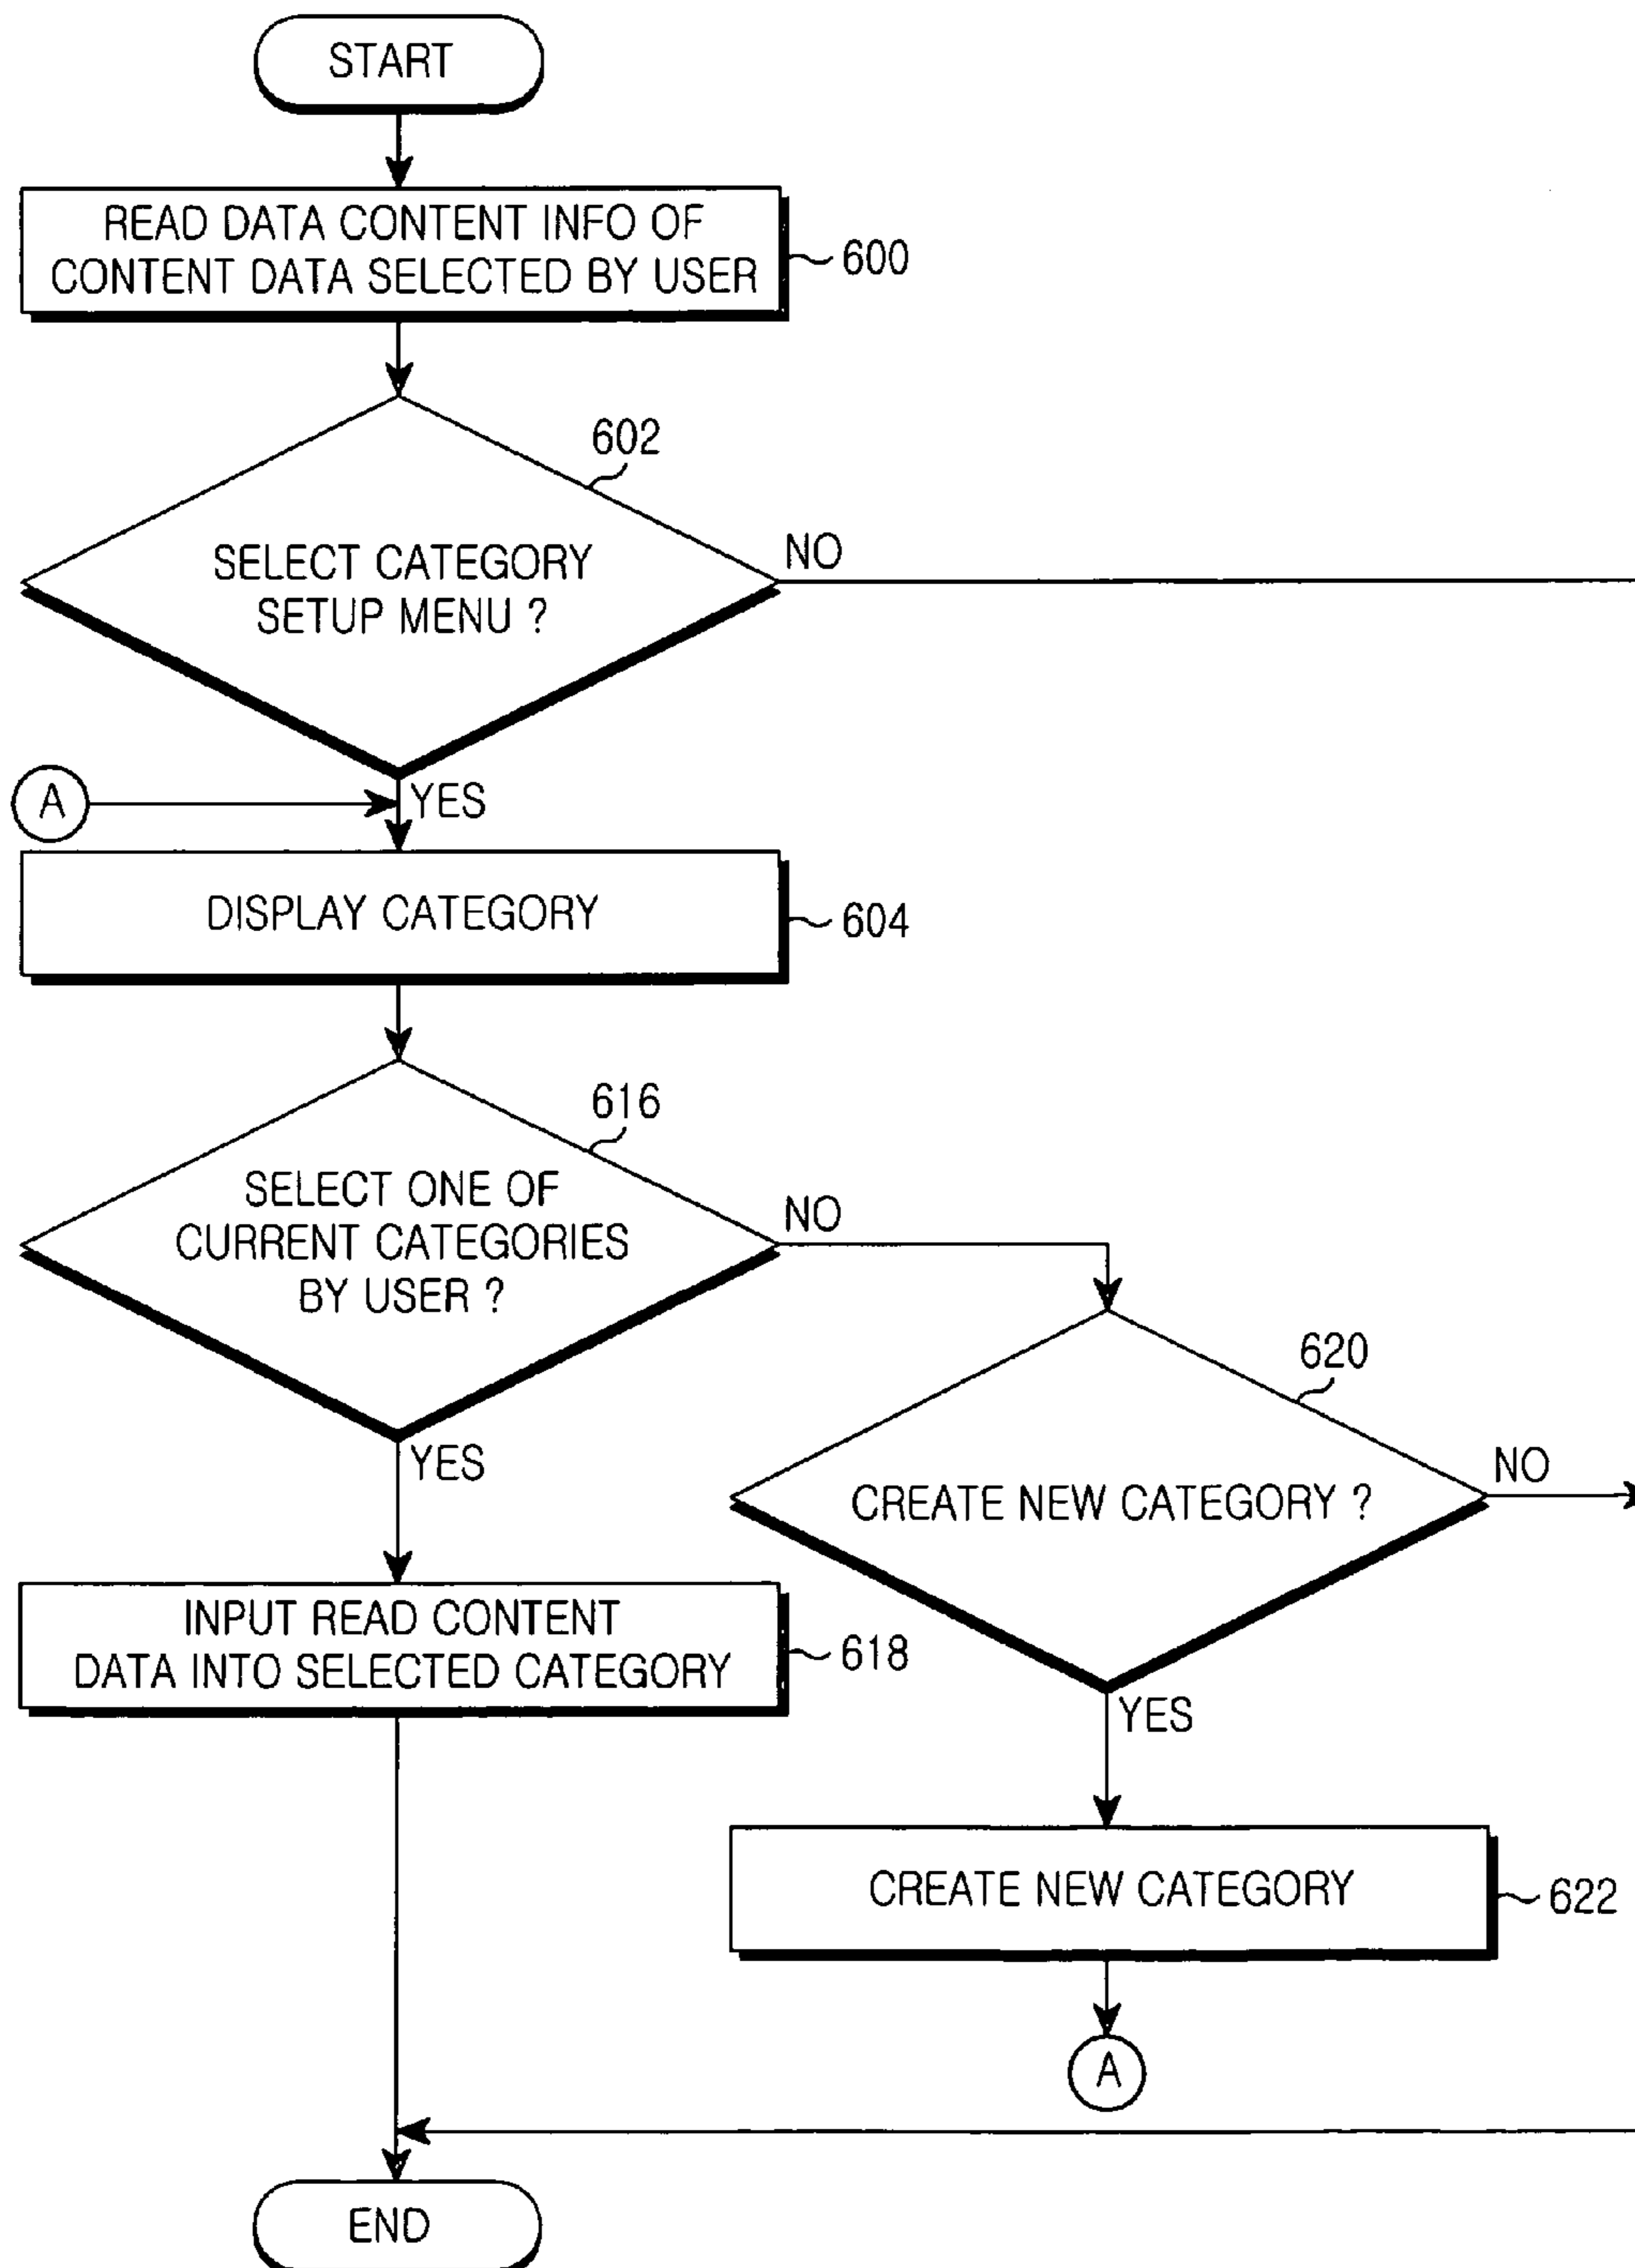 START
READ DATA CONTENT INFO OF
CONTENT DATA SELECTED BY USER
600
602
SELECT CATEGORY
SETUP MENU ?
NO
A
YES
DISPLAY CATEGORY
604
616
SELECT ONE OF
CURRENT CATEGORIES
BY USER ?
NO
620
YES
CREATE NEW CATEGORY ?
NO
INPUT READ CONTENT
DATA INTO SELECTED CATEGORY
618
YES
CREATE NEW CATEGORY
622
A
END